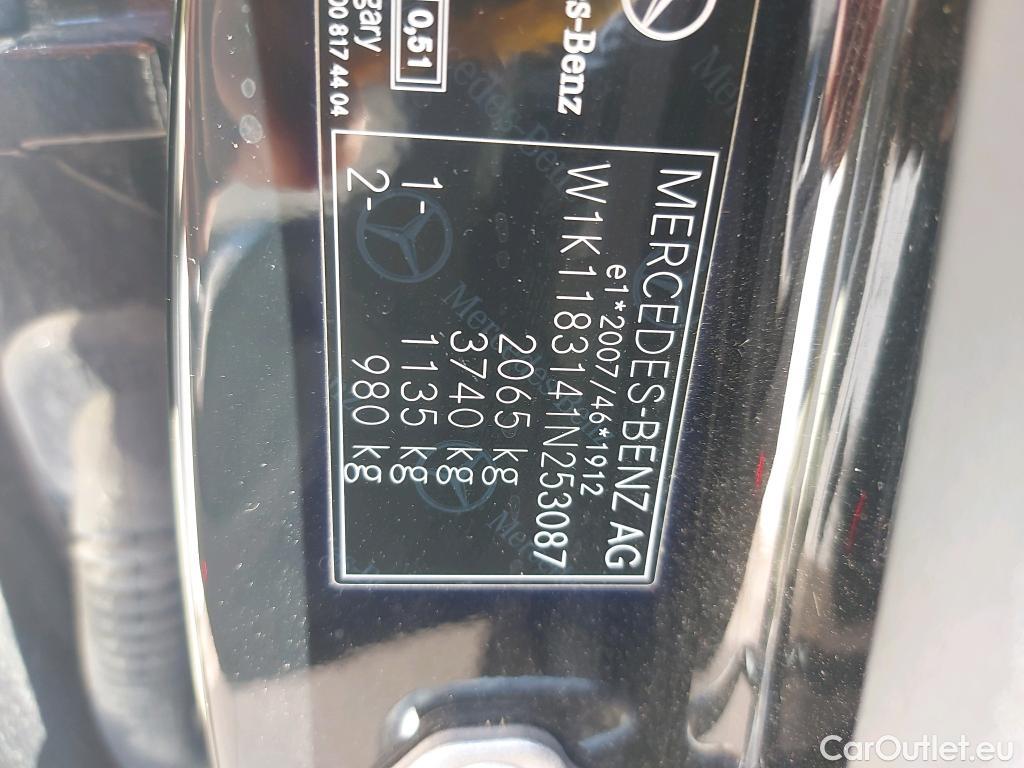 s-Benz
0,51
gary
00 817 44 04
MERCEDES-BENZ AG
e1*2007/46*1912
W1K1183141N253087
2065 kg
3740 kg
1- 1135 kg
2- 980 kg
CarOutlet.eu